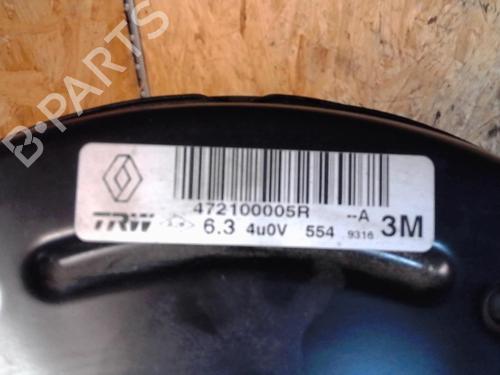 B-PARTS
472100005R --A
TRW 6.3 4u0V 554 9316 3M